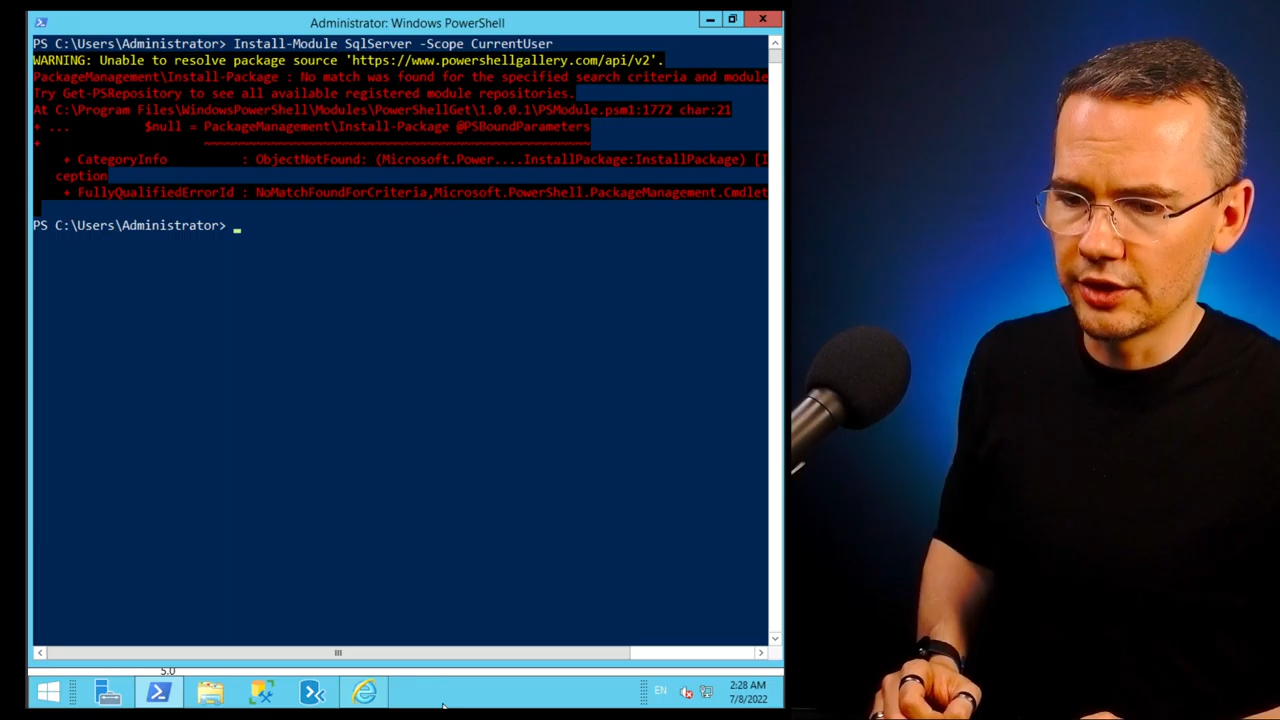 Administrator: Windows PowerShell
PS C:\Users\Administrator> Install-Module SqlServer -Scope CurrentUser
WARNING: Unable to resolve package source 'https://www.powershellgallery.com/api/v2'.
PackageManagement\Install-Package : No match was found for the specified search criteria and module
Try Get-PSRepository to see all available registered module repositories.
At C:\Program Files\WindowsPowerShell\Modules\PowerShellGet\1.0.0.1\PSModule.psm1:1772 char:21
+ ...          $null = PackageManagement\Install-Package @PSBoundParameters
+                      ~~~~~~~~~~~~~~~~~~~~~~~~~~~~~~~~~~~~~~~~~~~~~~~~~~~~
    + CategoryInfo          : ObjectNotFound: (Microsoft.Power....InstallPackage:InstallPackage) [I
   ception
    + FullyQualifiedErrorId : NoMatchFoundForCriteria,Microsoft.PowerShell.PackageManagement.Cmdlet
PS C:\Users\Administrator>
5.0
EN
2:28 AM
7/8/2022